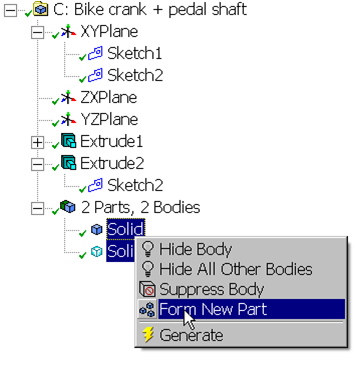 C: Bike crank + pedal shaft
XYPlane
Sketch1
Sketch2
ZXPlane
YZPlane
Extrude1
Extrude2
Sketch2
2 Parts, 2 Bodies
Solid
Soli
Hide Body
Hide All Other Bodies
Suppress Body
Form New Part
Generate